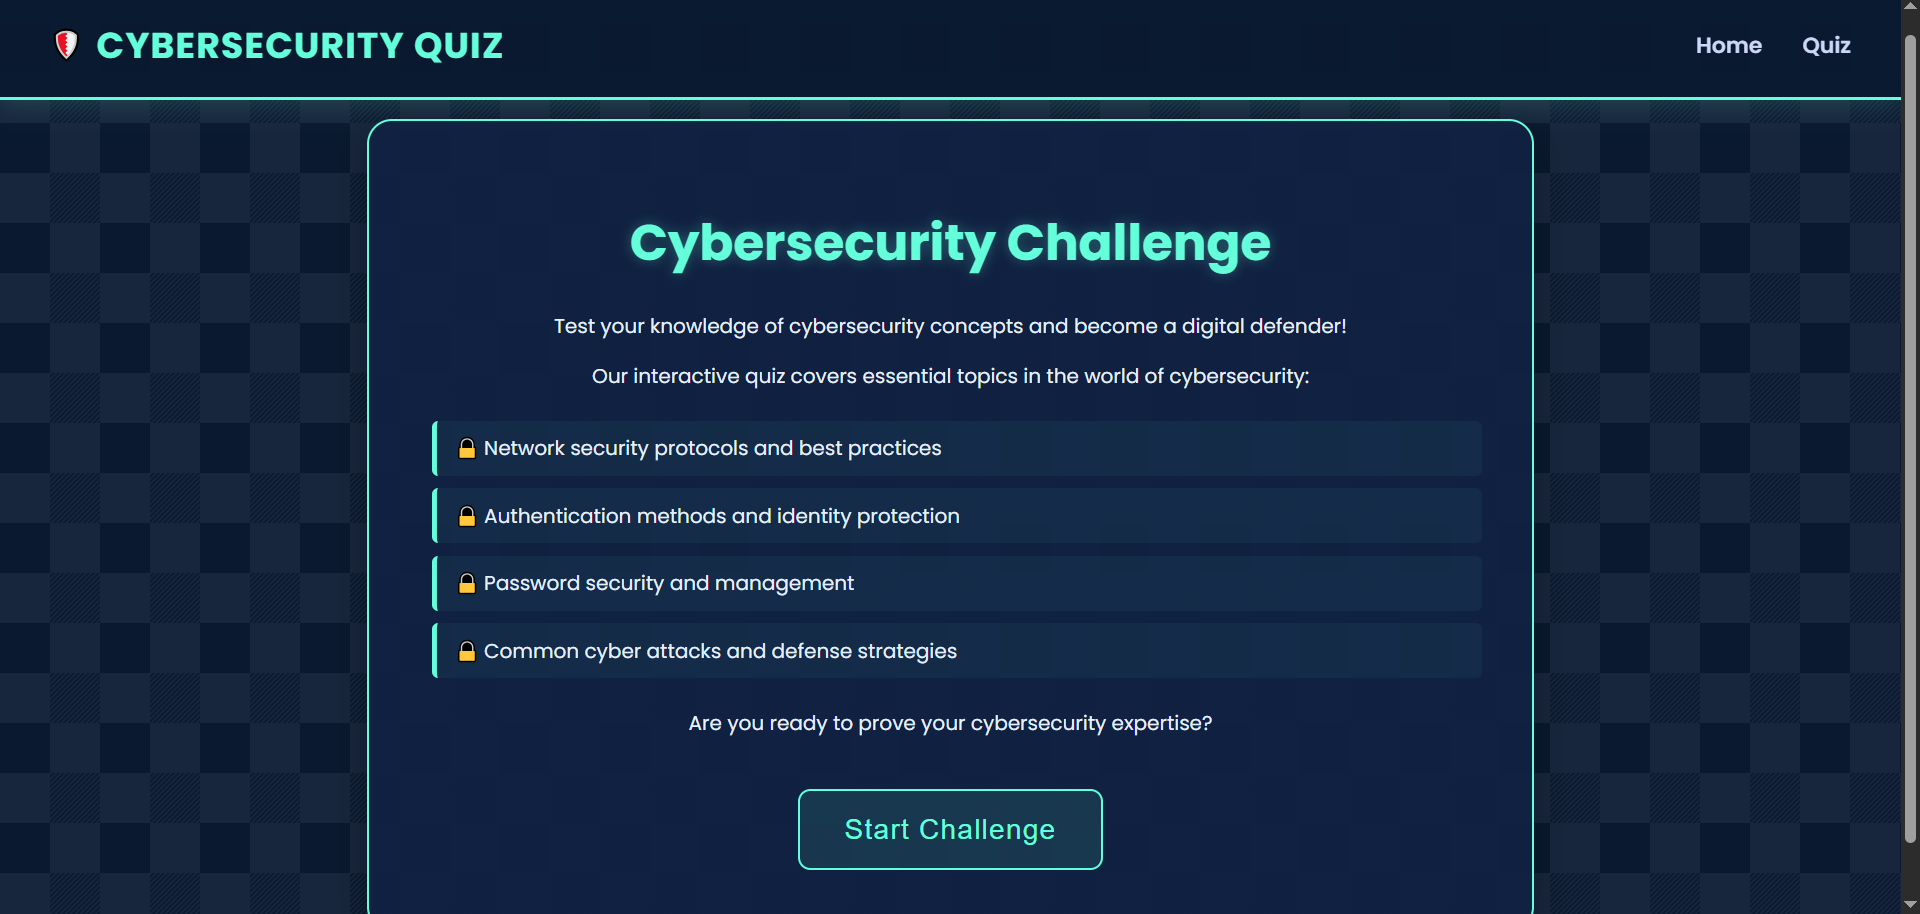 CYBERSECURITY QUIZ
Home
Quiz
Cybersecurity Challenge
Test your knowledge of cybersecurity concepts and become a digital defender!
Our interactive quiz covers essential topics in the world of cybersecurity:
Network security protocols and best practices
Authentication methods and identity protection
Password security and management
Common cyber attacks and defense strategies
Are you ready to prove your cybersecurity expertise?
Start Challenge